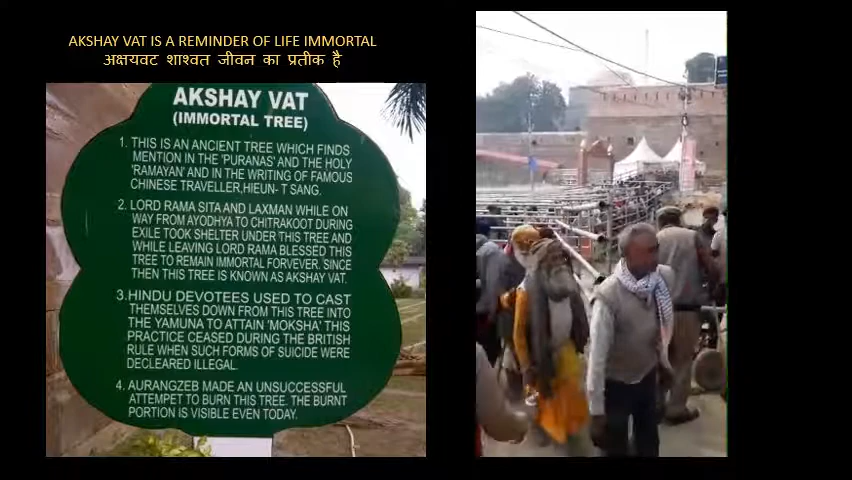 AKSHAY VAT IS A REMINDER OF LIFE IMMORTAL
अक्षयवट शाश्वत जीवन का प्रतीक है
AKSHAY VAT
(IMMORTAL TREE)
1. THIS IS AN ANCIENT TREE WHICH FINDS
MENTION IN THE 'PURANAS' AND THE HOLY
'RAMAYAN' AND IN THE WRITING OF FAMOUS
CHINESE TRAVELLER,HIEUN- T SANG.
2. LORD RAMA SITA AND LAXMAN WHILE ON
WAY FROM AYODHYA TO CHITRAKOOT DURING
EXILE TOOK SHELTER UNDER THIS TREE AND
WHILE LEAVING LORD RAMA BLESSED THIS
TREE TO REMAIN IMMORTAL FORVEVER. SINCE
THEN THIS TREE IS KNOWN AS AKSHAY VAT.
3. HINDU DEVOTEES USED TO CAST
THEMSELVES DOWN FROM THIS TREE INTO
THE YAMUNA TO ATTAIN 'MOKSHA' THIS
PRACTICE CEASED DURING THE BRITISH
RULE WHEN SUCH FORMS OF SUICIDE WERE
DECLEARED ILLEGAL.
4. AURANGZEB MADE AN UNSUCCESSFUL
ATTEMPET TO BURN THIS TREE. THE BURNT
PORTION IS VISIBLE EVEN TODAY.